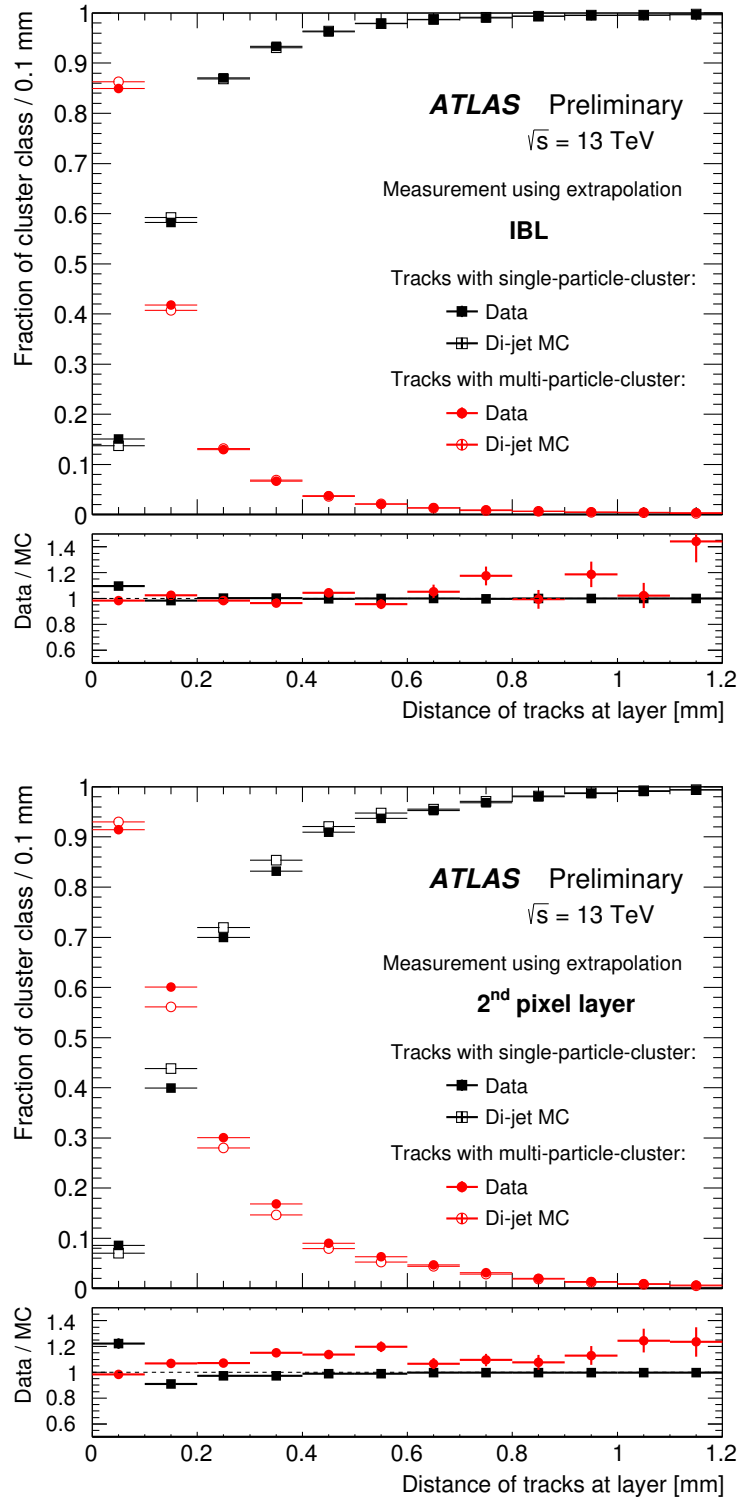 Fraction of cluster class / 0.1 mm
1
0.9
0.8
0.7
0.6
0.5
0.4
0.3
0.2
0.1
0
ATLAS Preliminary
√s = 13 TeV
Measurement using extrapolation
IBL
Tracks with single-particle-cluster:
Data
Di-jet MC
Tracks with multi-particle-cluster:
Data
Di-jet MC
Data / MC
1.4
1.2
1
0.8
0.6
0 0.2 0.4 0.6 0.8 1 1.2
Distance of tracks at layer [mm]
Fraction of cluster class / 0.1 mm
1
0.9
0.8
0.7
0.6
0.5
0.4
0.3
0.2
0.1
0
ATLAS Preliminary
√s = 13 TeV
Measurement using extrapolation
2nd pixel layer
Tracks with single-particle-cluster:
Data
Di-jet MC
Tracks with multi-particle-cluster:
Data
Di-jet MC
Data / MC
1.4
1.2
1
0.8
0.6
0 0.2 0.4 0.6 0.8 1 1.2
Distance of tracks at layer [mm]